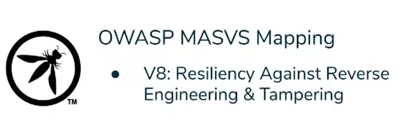 OWASP MASVS Mapping
• V8: Resiliency Against Reverse
Engineering & Tampering
TM